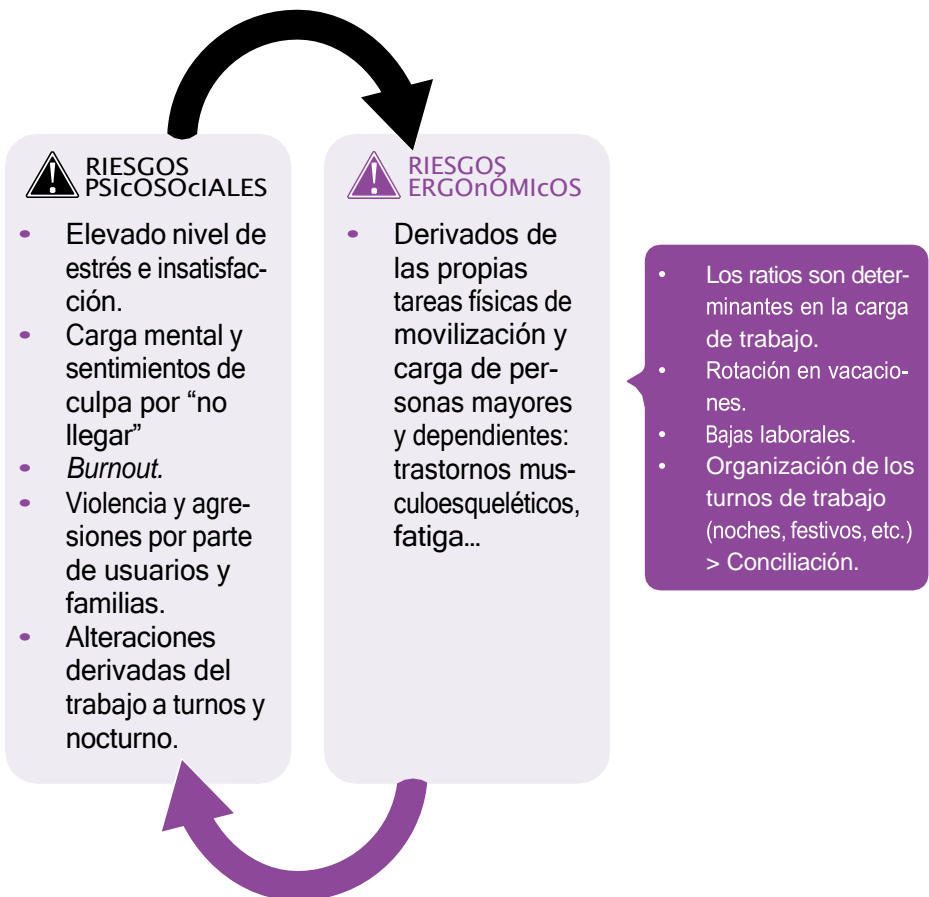 RIESGOS
PSIcOSOcIALES
• Elevado nivel de
estrés e insatisfac-
ción.
• Carga mental y
sentimientos de
culpa por “no
llegar”
• Burnout.
• Violencia y agre-
siones por parte
de usuarios y
familias.
• Alteraciones
derivadas del
trabajo a turnos y
nocturno.
RIESGOS
ERGOnÓMIcOS
• Derivados de
las propias
tareas físicas de
movilización y
carga de per-
sonas mayores
y dependientes:
trastornos mus-
culoesqueléticos,
fatiga...
• Los ratios son deter-
minantes en la carga
de trabajo.
• Rotación en vacacio-
nes.
• Bajas laborales.
• Organización de los
turnos de trabajo
(noches, festivos, etc.)
> Conciliación.